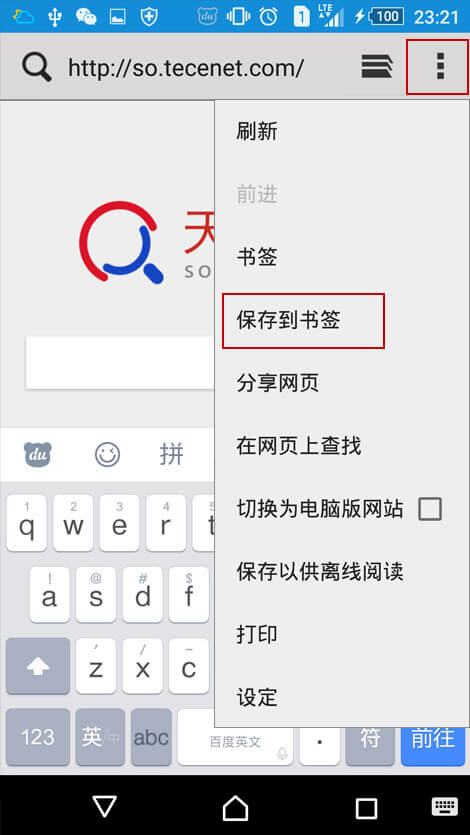 1
LTE
100
23:21
http://so.tecenet.com/
刷新
前进
书签
保存到书签
分享网页
在网页上查找
切换为电脑版网站
保存以供离线阅读
打印
设定
SO
du
拼
1 2 3 4
q w e r t
! @ # $
a s d f
z x c
123 英/中 abc 百度英文 . 符 前往